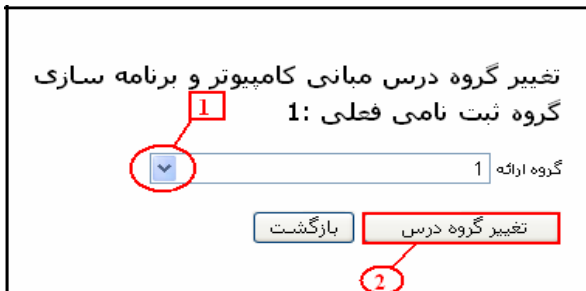 تغییر گروه درس مبانی کامپیوتر و برنامه سازی
گروه ثبت نامی فعلی :1
1
گروه ارائه 1
تغییر گروه درس بازگشت
2